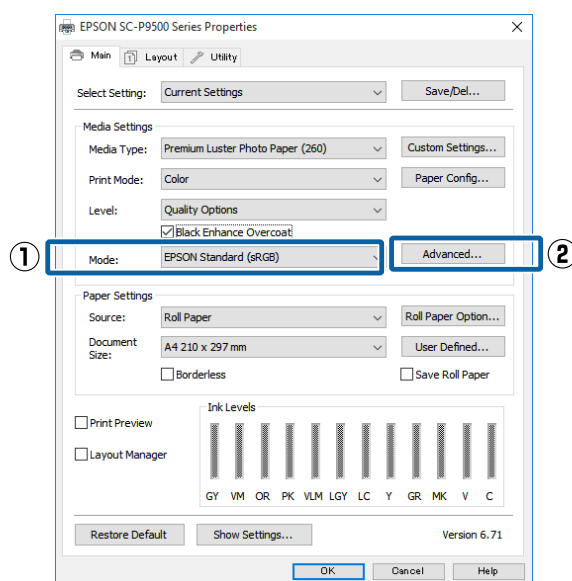 EPSON SC-P9500 Series Properties
Main Layout Utility
Select Setting: Current Settings Save/Del...
Media Settings
Media Type: Premium Luster Photo Paper (260) Custom Settings...
Print Mode: Color Paper Config...
Level: Quality Options
Black Enhance Overcoat
① Mode: EPSON Standard (sRGB) Advanced... ②
Paper Settings
Source: Roll Paper Roll Paper Option...
Document
Size: A4 210 x 297 mm User Defined...
Borderless Save Roll Paper
Ink Levels
Print Preview
Layout Manager
GY VM OR PK VLM LGY LC Y GR MK V C
Restore Default Show Settings... Version 6.71
OK Cancel Help